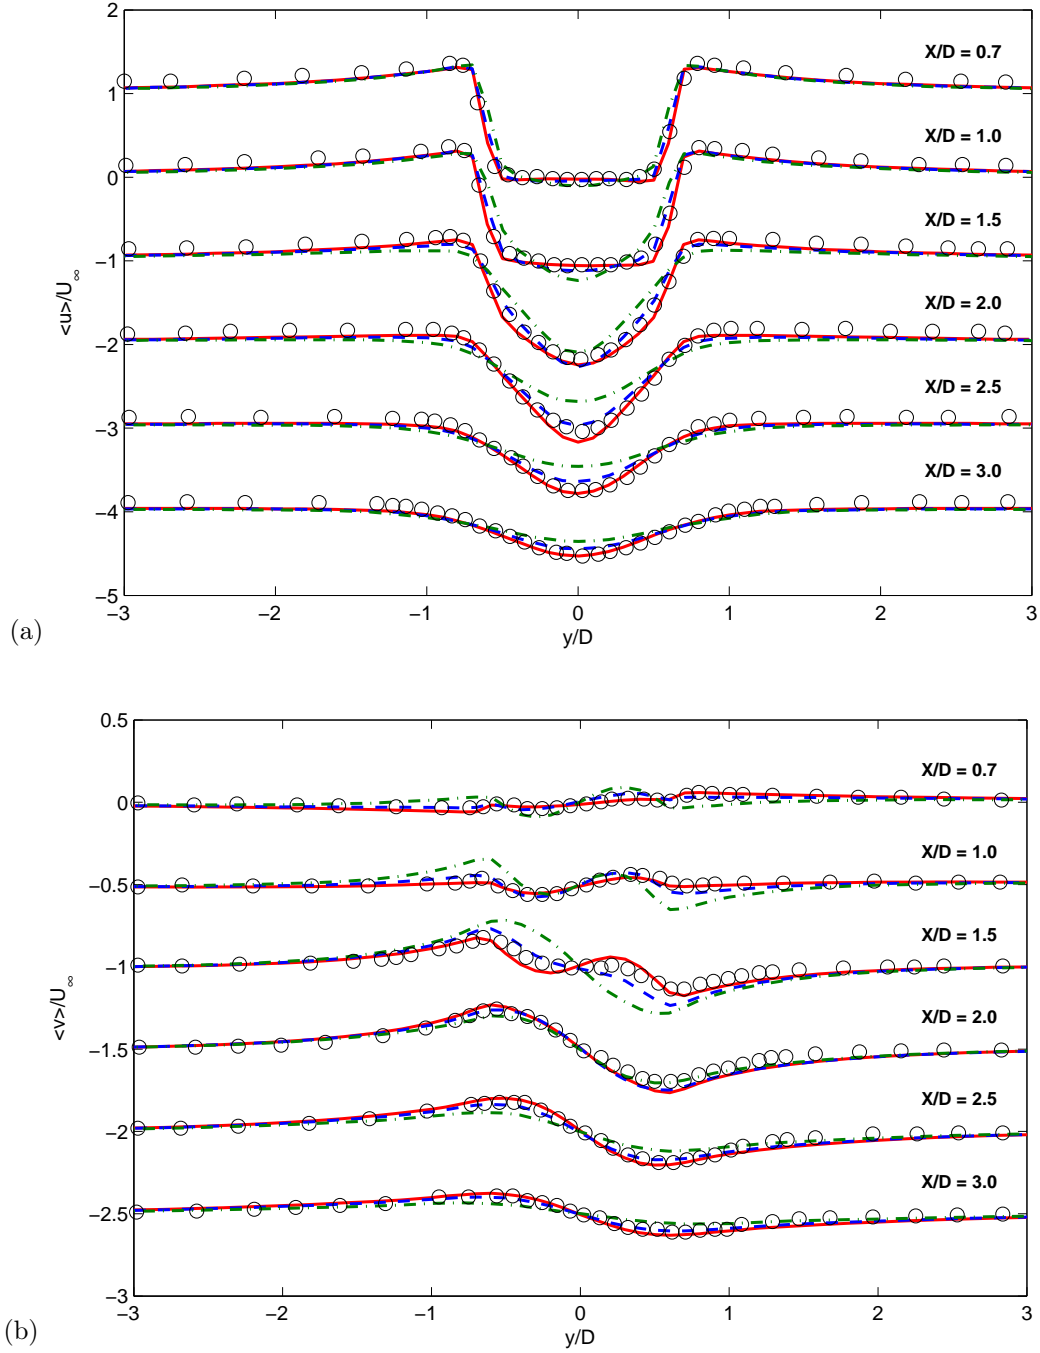 2
1
0
−1
−2
−3
−4
−5
<u>/U∞
X/D = 0.7
X/D = 1.0
X/D = 1.5
X/D = 2.0
X/D = 2.5
X/D = 3.0
−3 −2 −1 0 1 2 3
y/D
(a)
0.5
0
−0.5
−1
−1.5
−2
−2.5
−3
<v>/U∞
X/D = 0.7
X/D = 1.0
X/D = 1.5
X/D = 2.0
X/D = 2.5
X/D = 3.0
−3 −2 −1 0 1 2 3
y/D
(b)